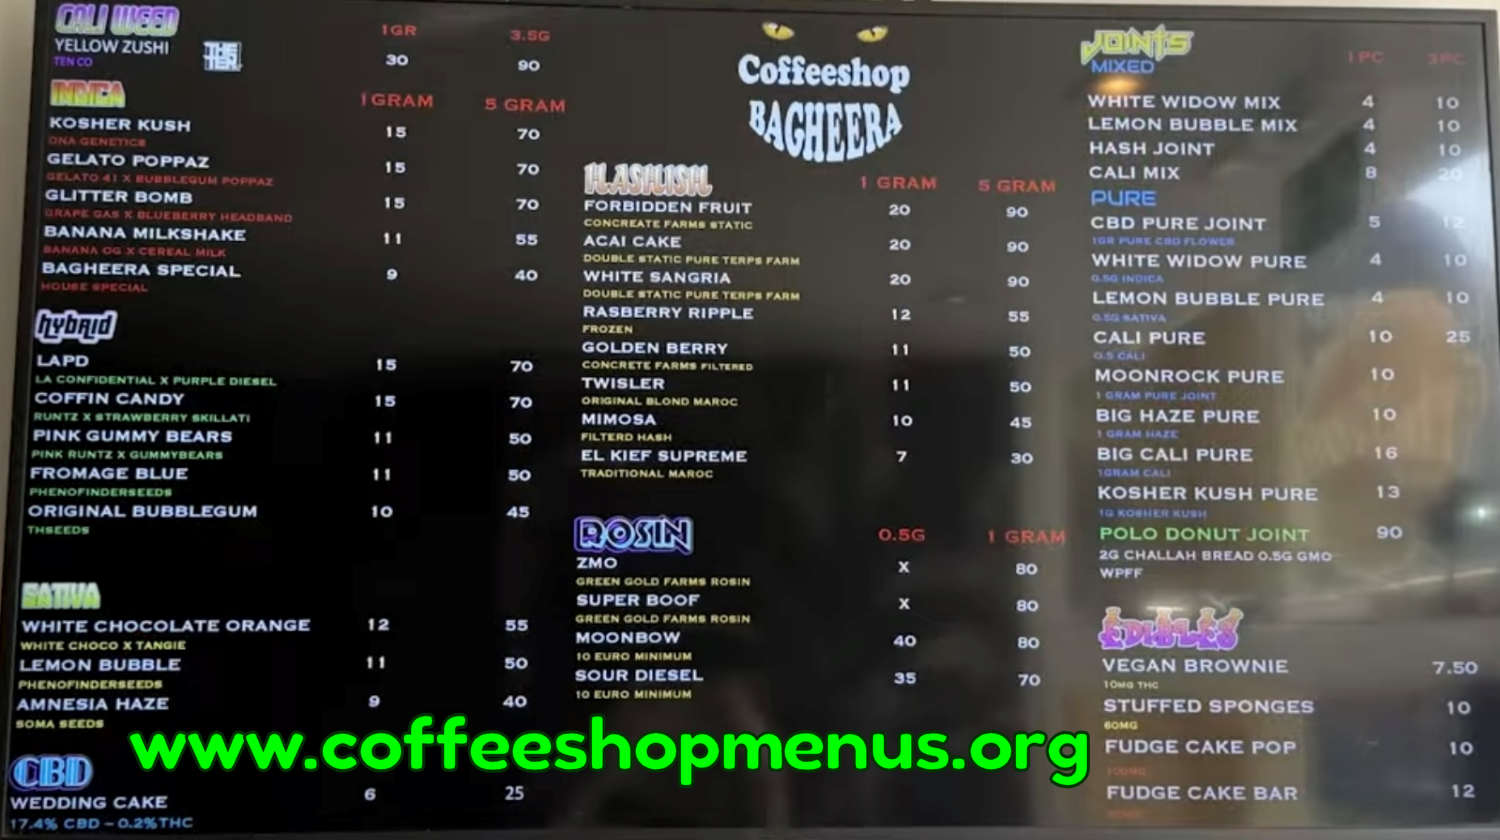 CALI WEED 1GR 3.5G
YELLOW ZUSHI THE TEN 30 90
TEN CO
INDICA 1GRAM 5 GRAM
KOSHER KUSH 15 70
DNA GENETICS
GELATO POPPAZ 15 70
GELATO 41 X BUBBLEGUM POPPAZ
GLITTER BOMB 15 70
GRAPE GAS X BLUEBERRY HEADBAND
BANANA MILKSHAKE 11 55
BANANA OG X CEREAL MILK
BAGHEERA SPECIAL 9 40
HOUSE SPECIAL
hybrid
LAPD 15 70
LA CONFIDENTIAL X PURPLE DIESEL
COFFIN CANDY 15 70
RUNTZ X STRAWBERRY SKILLATI
PINK GUMMY BEARS 11 50
PINK RUNTZ X GUMMYBEARS
FROMAGE BLUE 11 50
PHENOFINDERSEEDS
ORIGINAL BUBBLEGUM 10 45
THSEEDS
SATIVA
WHITE CHOCOLATE ORANGE 12 55
WHITE CHOCO X TANGIE
LEMON BUBBLE 11 50
PHENOFINDERSEEDS
AMNESIA HAZE 9 40
SOMA SEEDS
CBD
WEDDING CAKE 6 25
17.4% CBD – 0.2%THC
Coffeeshop
BAGHEERA
HASHISH 1 GRAM 5 GRAM
FORBIDDEN FRUIT 20 90
CONCREATE FARMS STATIC
ACAI CAKE 20 90
DOUBLE STATIC PURE TERPS FARM
WHITE SANGRIA 20 90
DOUBLE STATIC PURE TERPS FARM
RASBERRY RIPPLE 12 55
FROZEN
GOLDEN BERRY 11 50
CONCRETE FARMS FILTERED
TWISLER 11 50
ORIGINAL BLOND MAROC
MIMOSA 10 45
FILTERD HASH
EL KIEF SUPREME 7 30
TRADITIONAL MAROC
ROSIN 0.5G 1 GRAM
ZMO X 80
GREEN GOLD FARMS ROSIN
SUPER BOOF X 80
GREEN GOLD FARMS ROSIN
MOONBOW 40 80
10 EURO MINIMUM
SOUR DIESEL 35 70
10 EURO MINIMUM
JOINTS
MIXED 1PC 3PC
WHITE WIDOW MIX 4 10
LEMON BUBBLE MIX 4 10
HASH JOINT 4 10
CALI MIX 8 20
PURE
CBD PURE JOINT 5 12
1GR PURE CBD FLOWER
WHITE WIDOW PURE 4 10
0.5G INDICA
LEMON BUBBLE PURE 4 10
0.5G SATIVA
CALI PURE 10 25
0.5 CALI
MOONROCK PURE 10
1 GRAM PURE JOINT
BIG HAZE PURE 10
1 GRAM HAZE
BIG CALI PURE 16
1GRAM CALI
KOSHER KUSH PURE 13
1G KOSHER KUSH
POLO DONUT JOINT 90
2G CHALLAH BREAD 0.5G GMO
WPFF
EDIBLES
VEGAN BROWNIE 7.50
10MG THC
STUFFED SPONGES 10
60MG
FUDGE CAKE POP 10
100MG
FUDGE CAKE BAR 12
www.coffeeshopmenus.org